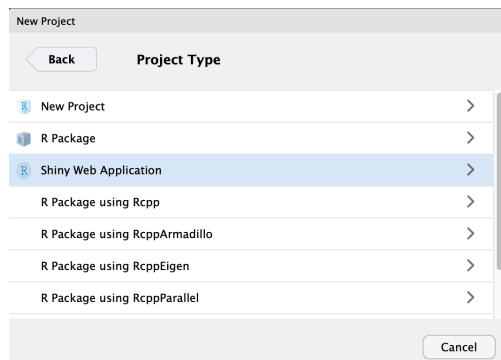 New Project
Back
Project Type
R New Project
R Package
R Shiny Web Application
R Package using Rcpp
R Package using RcppArmadillo
R Package using RcppEigen
R Package using RcppParallel
Cancel